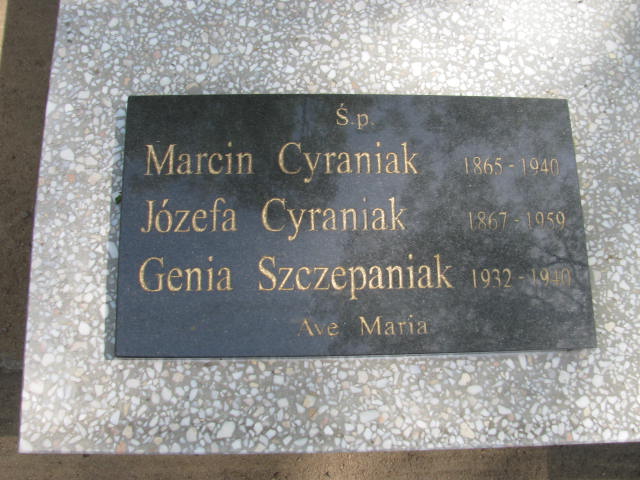 Ś.p.
Marcin Cyraniak 1865 - 1940
Józefa Cyraniak 1867 - 1959
Genia Szczepaniak 1932 - 1940
Ave Maria